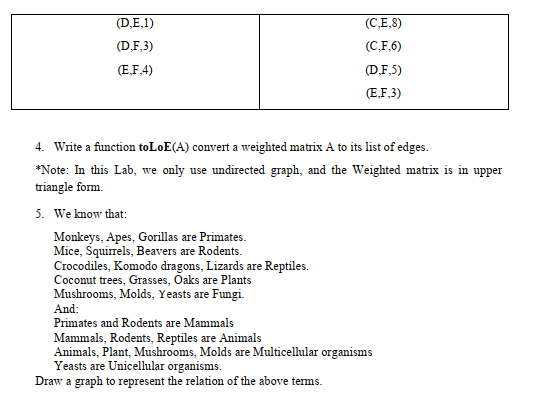 (D,E,1) (C,E,8)
(D,F,3) (C,F,6)
(E,F,4) (D,F,5)
(E,F,3)
4. Write a function toLoE(A) convert a weighted matrix A to its list of edges.
*Note: In this Lab, we only use undirected graph, and the Weighted matrix is in upper
triangle form.
5. We know that:
Monkeys, Apes, Gorillas are Primates.
Mice, Squirrels, Beavers are Rodents.
Crocodiles, Komodo dragons, Lizards are Reptiles.
Coconut trees, Grasses, Oaks are Plants
Mushrooms, Molds, Yeasts are Fungi.
And:
Primates and Rodents are Mammals
Mammals, Rodents, Reptiles are Animals
Animals, Plant, Mushrooms, Molds are Multicellular organisms
Yeasts are Unicellular organisms.
Draw a graph to represent the relation of the above terms.